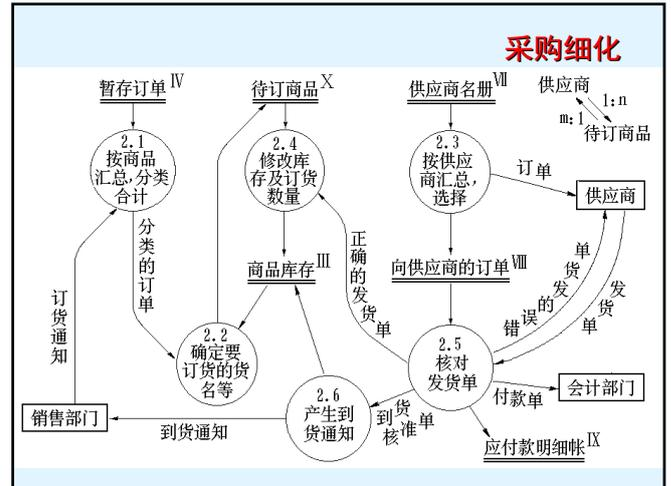 采购细化
暂存订单Ⅳ
待订商品Ⅹ
供应商名册Ⅶ
供应商
1:n
m:1
待订商品
2.1
按商品
汇总,分类
合计
2.4
修改库
存及订货
数量
2.3
按供应
商汇总,
选择
订单
供应商
分类的订单
正确的发货单
商品库存Ⅲ
向供应商的订单Ⅷ
错误的发货单
发货单
订货通知
2.2
确定要
订货的货
名等
2.5
核对
发货单
2.6
产生到
货通知
销售部门
到货通知
到货
核准单
付款单
会计部门
应付款明细帐Ⅸ